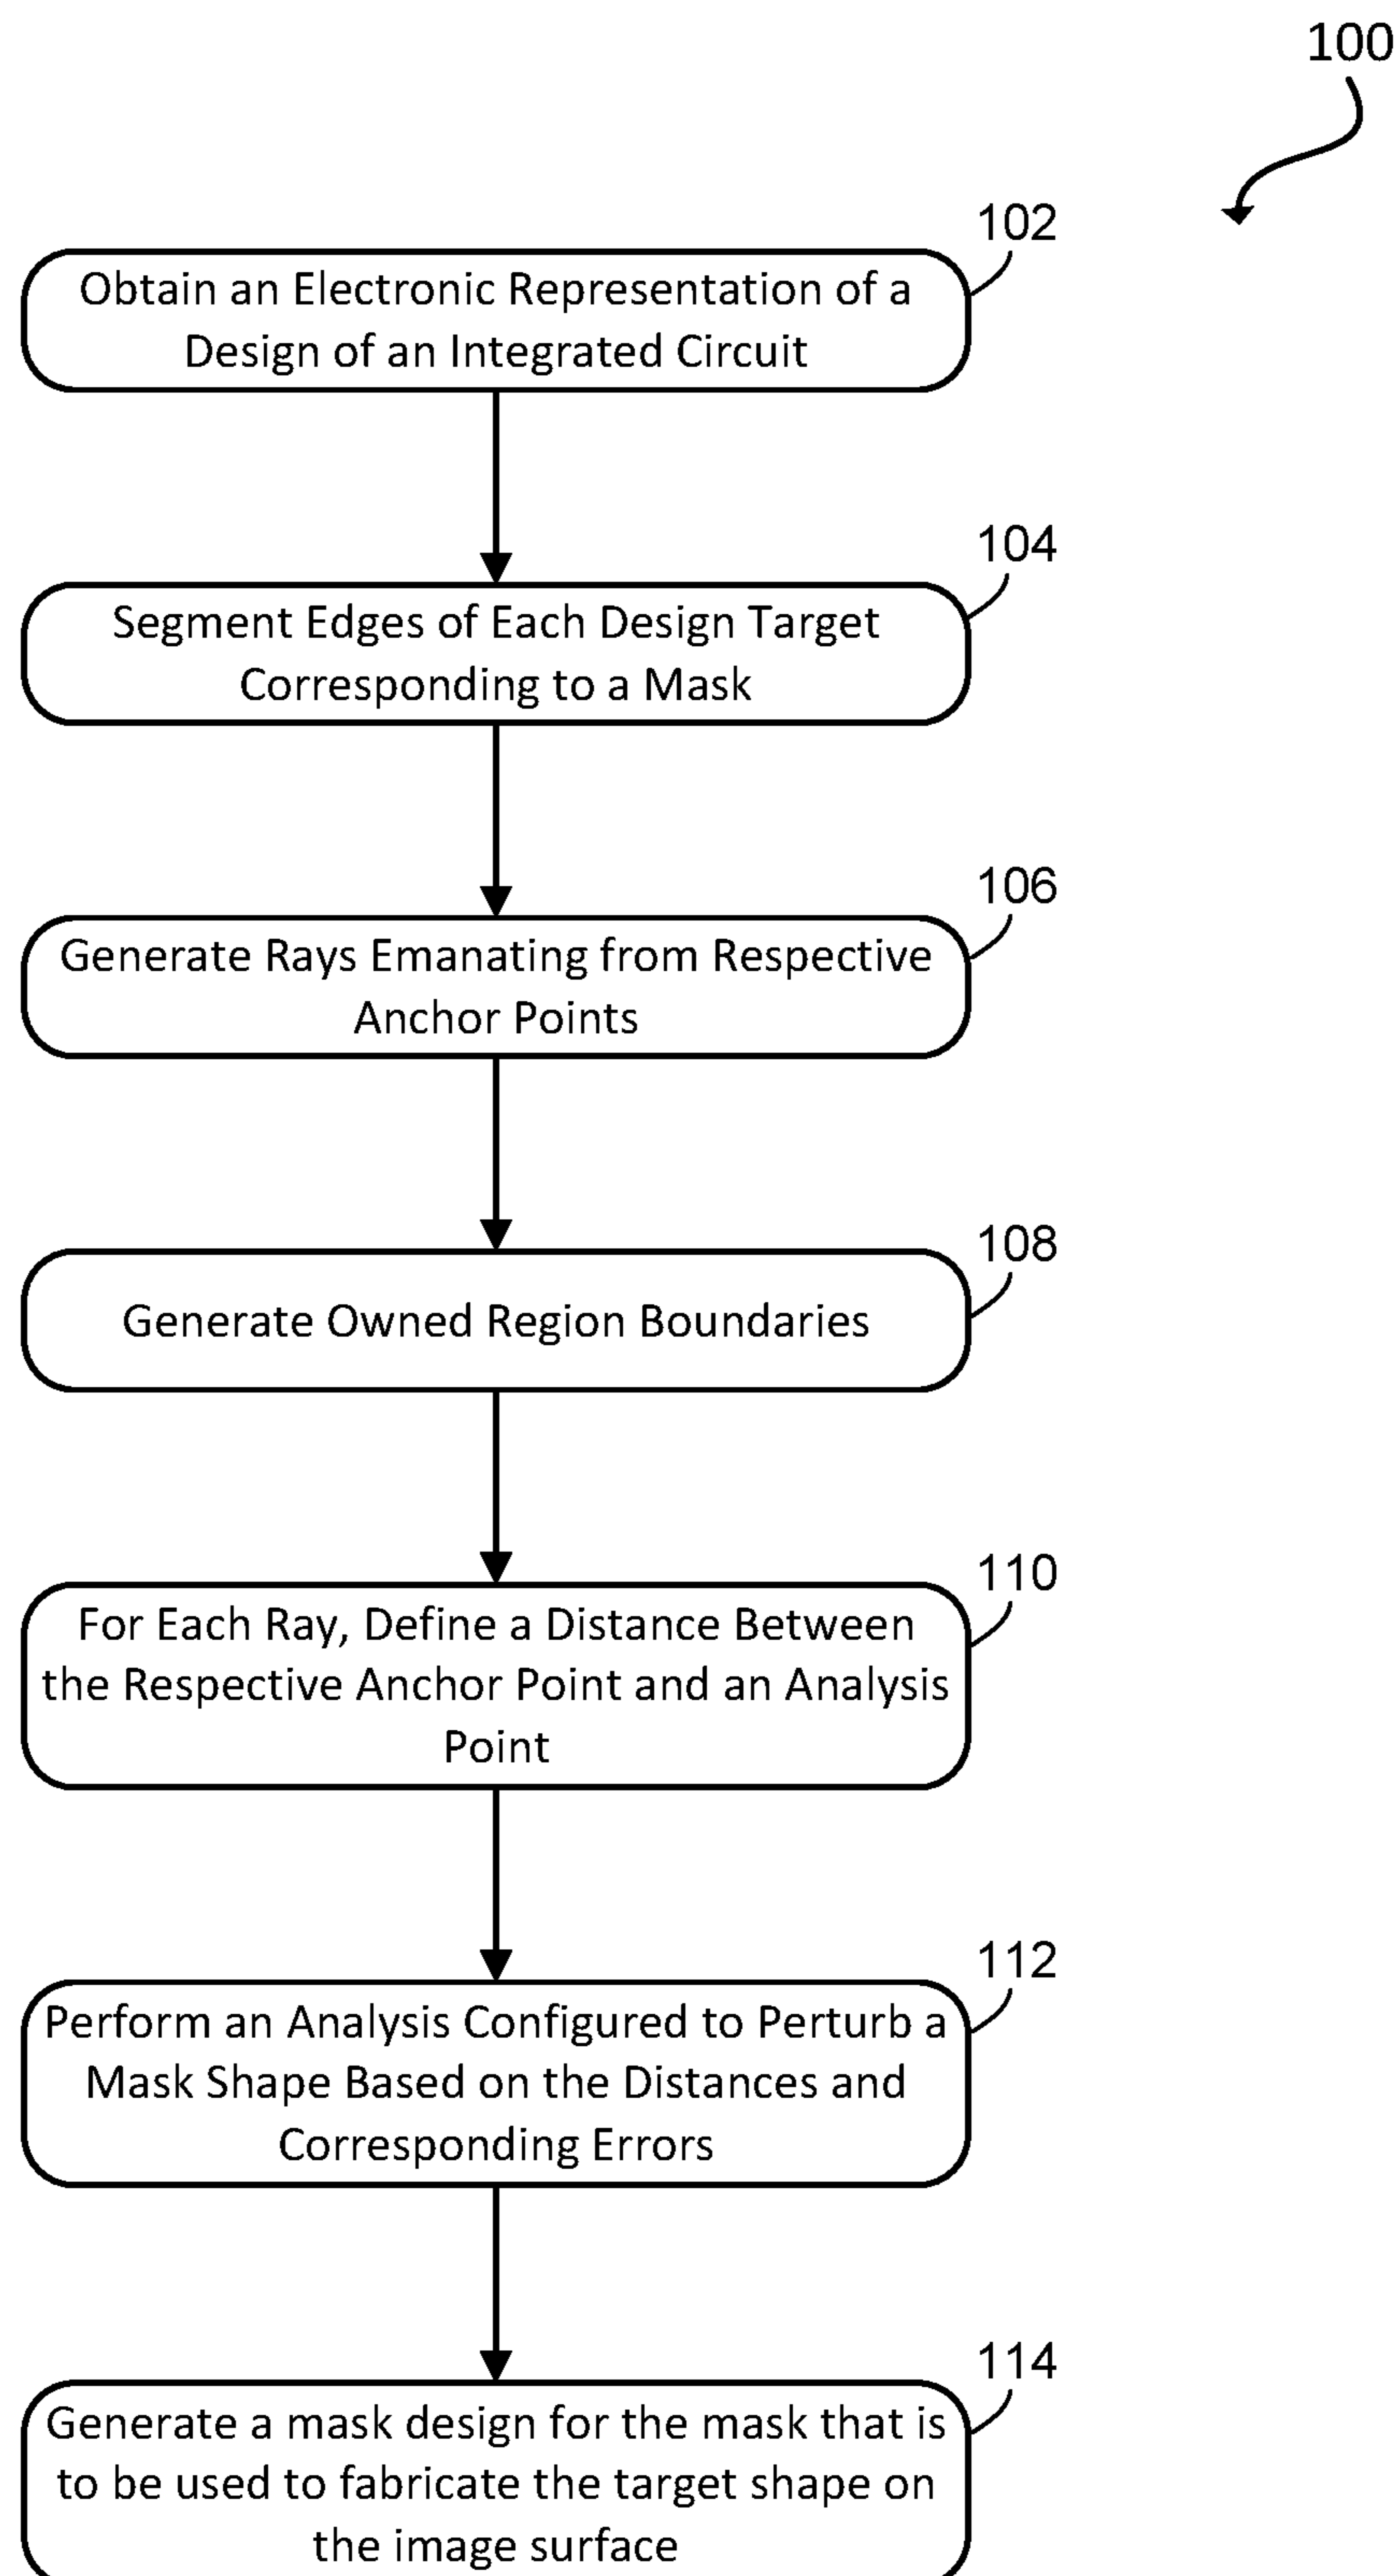 100
102
Obtain an Electronic Representation of a
Design of an Integrated Circuit
104
Segment Edges of Each Design Target
Corresponding to a Mask
106
Generate Rays Emanating from Respective
Anchor Points
108
Generate Owned Region Boundaries
110
For Each Ray, Define a Distance Between
the Respective Anchor Point and an Analysis
Point
112
Perform an Analysis Configured to Perturb a
Mask Shape Based on the Distances and
Corresponding Errors
114
Generate a mask design for the mask that is
to be used to fabricate the target shape on
the image surface